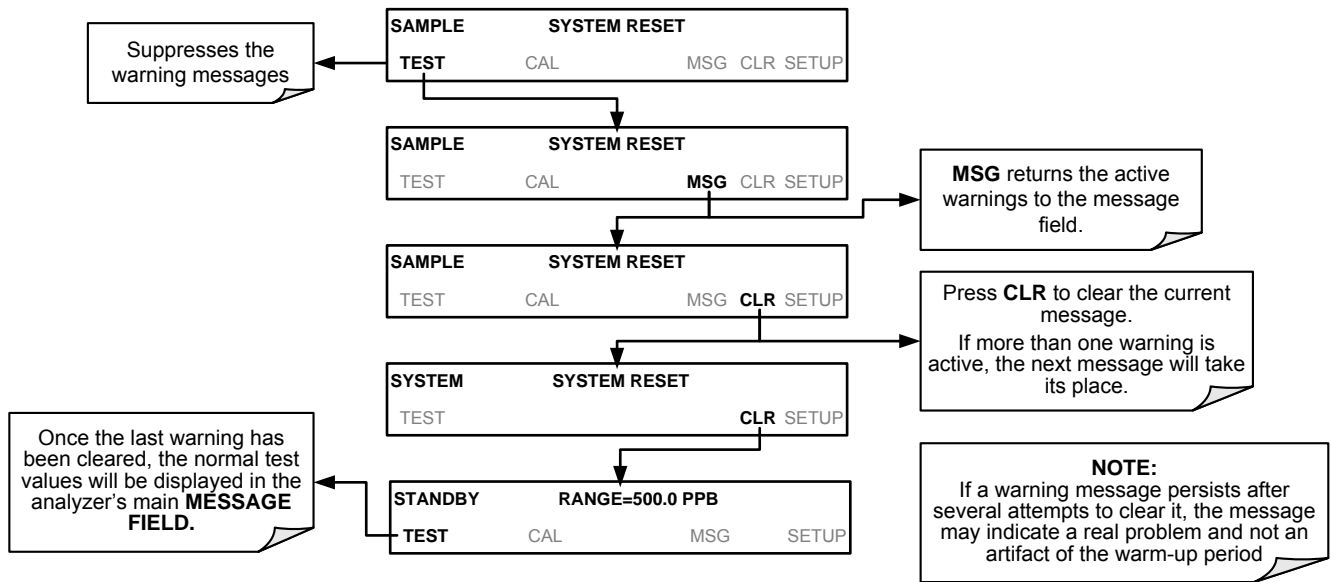 SAMPLE SYSTEM RESET
TEST CAL MSG CLR SETUP
Suppresses the
warning messages
SAMPLE SYSTEM RESET
TEST CAL MSG CLR SETUP
MSG returns the active
warnings to the message
field.
SAMPLE SYSTEM RESET
TEST CAL MSG CLR SETUP
Press CLR to clear the current
message.
If more than one warning is
active, the next message will take
its place.
SYSTEM SYSTEM RESET
TEST CLR SETUP
Once the last warning has
been cleared, the normal test
values will be displayed in the
analyzer’s main MESSAGE
FIELD.
STANDBY RANGE=500.0 PPB
TEST CAL MSG SETUP
NOTE:
If a warning message persists after
several attempts to clear it, the message
may indicate a real problem and not an
artifact of the warm-up period